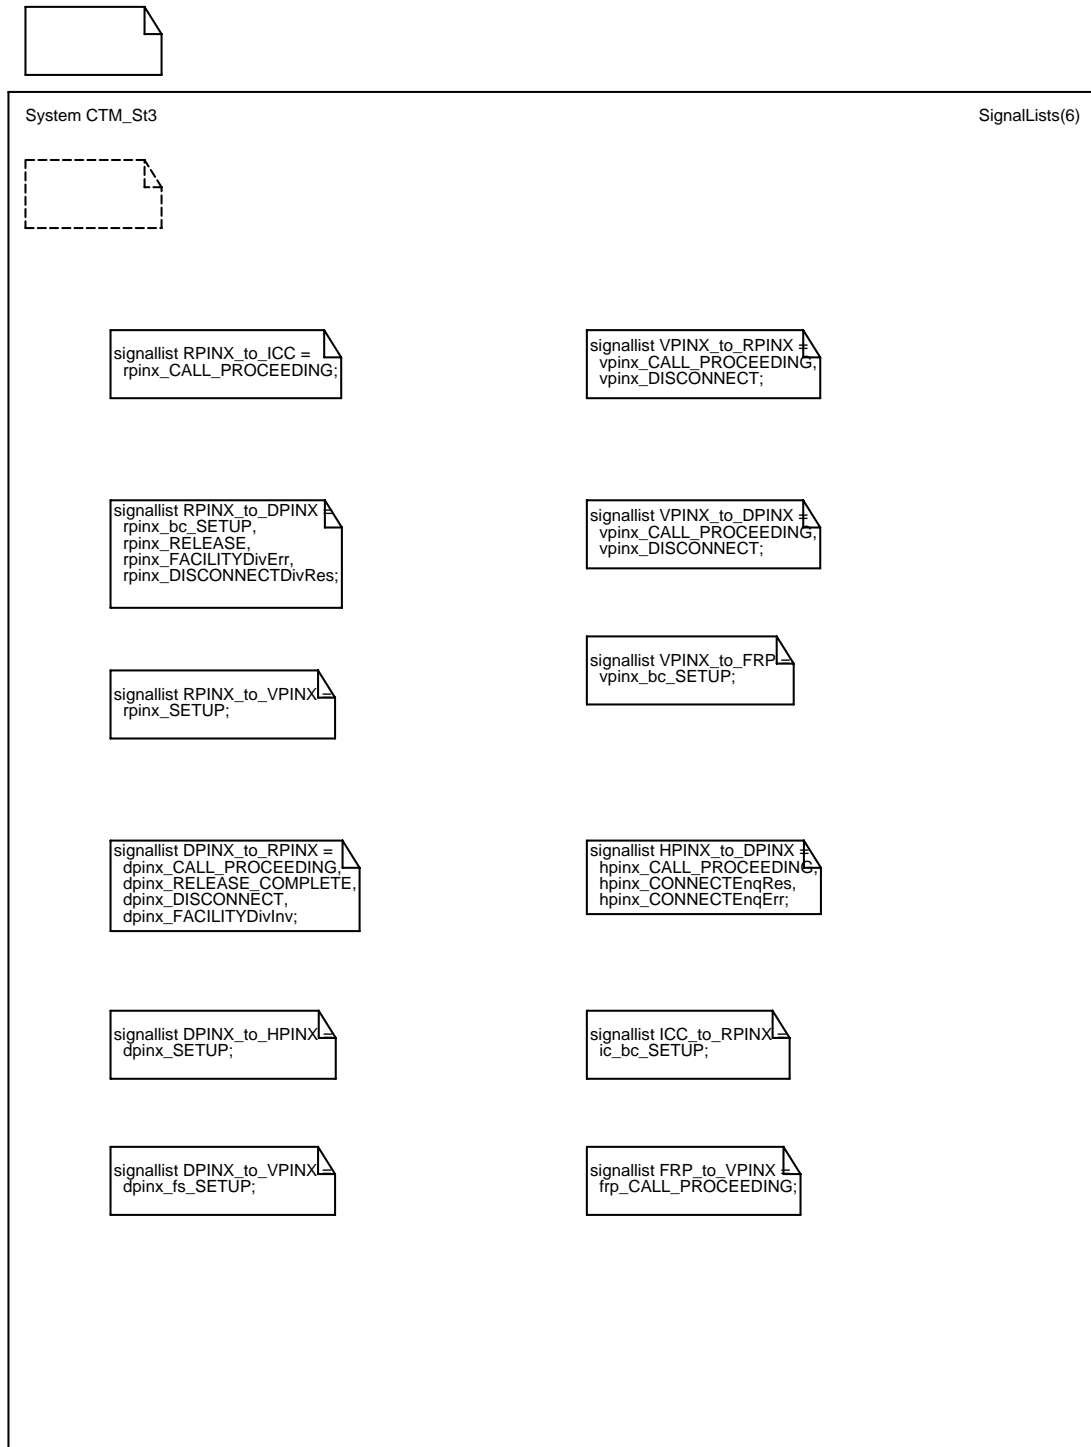 System CTM_St3
SignalLists(6)
signallist RPINX_to_ICC =
rpinx_CALL_PROCEEDING;
signallist VPINX_to_RPINX =
vpinx_CALL_PROCEEDING,
vpinx_DISCONNECT;
signallist RPINX_to_DPINX =
rpinx_bc_SETUP,
rpinx_RELEASE,
rpinx_FACILITYDivErr,
rpinx_DISCONNECTDivRes;
signallist VPINX_to_DPINX =
vpinx_CALL_PROCEEDING,
vpinx_DISCONNECT;
signallist RPINX_to_VPINX =
rpinx_SETUP;
signallist VPINX_to_FRP =
vpinx_bc_SETUP;
signallist DPINX_to_RPINX =
dpinx_CALL_PROCEEDING,
dpinx_RELEASE_COMPLETE,
dpinx_DISCONNECT,
dpinx_FACILITYDivInv;
signallist HPINX_to_DPINX =
hpinx_CALL_PROCEEDING,
hpinx_CONNECTEnqRes,
hpinx_CONNECTEnqErr;
signallist DPINX_to_HPINX =
dpinx_SETUP;
signallist ICC_to_RPINX =
ic_bc_SETUP;
signallist DPINX_to_VPINX =
dpinx_fs_SETUP;
signallist FRP_to_VPINX =
frp_CALL_PROCEEDING;